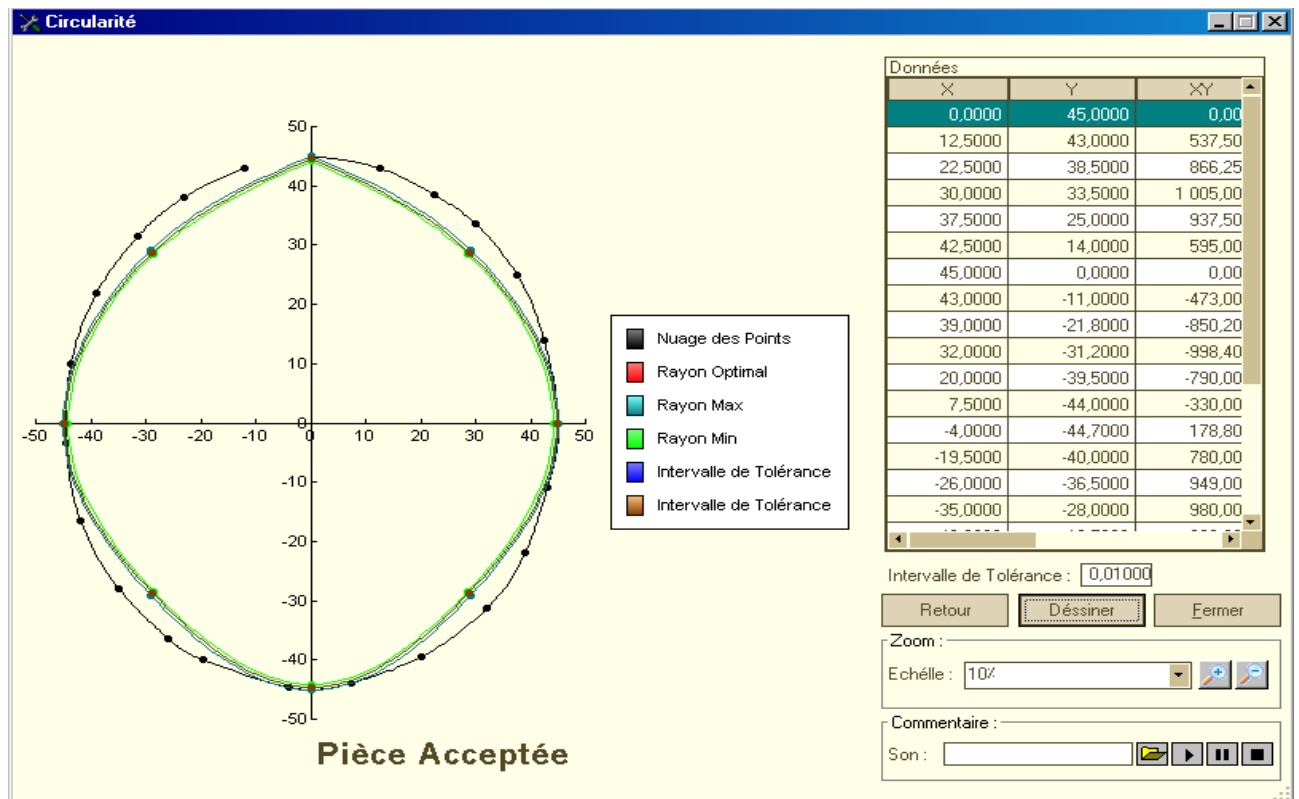 Circularité
50
40
30
20
10
-50 -40 -30 -20 -10 0 10 20 30 40 50
-10
-20
-30
-40
-50
Pièce Acceptée
Nuage des Points
Rayon Optimal
Rayon Max
Rayon Min
Intervalle de Tolérance
Intervalle de Tolérance
Données
X Y XY
0,0000 45,0000 0,00
12,5000 43,0000 537,50
22,5000 38,5000 866,25
30,0000 33,5000 1 005,00
37,5000 25,0000 937,50
42,5000 14,0000 595,00
45,0000 0,0000 0,00
43,0000 -11,0000 -473,00
39,0000 -21,8000 -850,20
32,0000 -31,2000 -998,40
20,0000 -39,5000 -790,00
7,5000 -44,0000 -330,00
-4,0000 -44,7000 178,80
-19,5000 -40,0000 780,00
-26,0000 -36,5000 949,00
-35,0000 -28,0000 980,00
Intervalle de Tolérance : 0,01000
Retour Déssiner Fermer
Zoom :
Echélle : 10%
Commentaire :
Son :